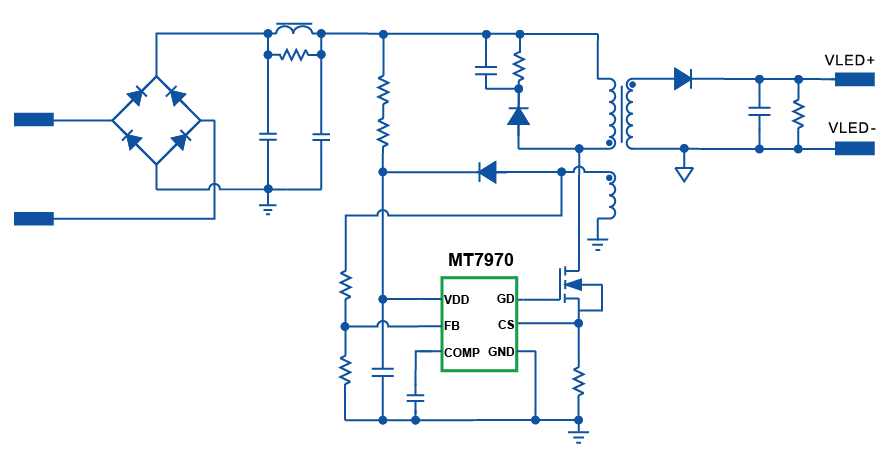 VLED+
VLED-
MT7970
VDD GD
FB CS
COMP GND